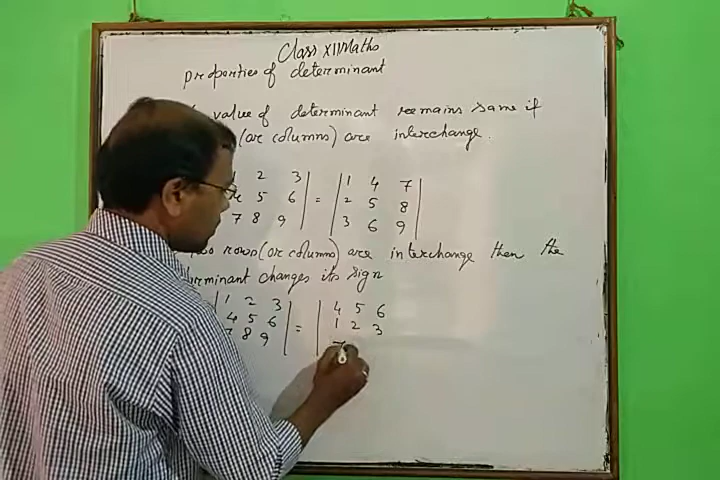 Class XII Maths
properties of determinant
value of determinant remains same if
(or columns) are interchange.
1 2 3 | = | 1 4 7 |
5 6 | 2 5 8
7 8 9 | 3 6 9
rows (or columns) are interchange then the
changes its sign
| 1 2 3 | = | 4 5 6
4 5 6 1 2 3
8 9 7